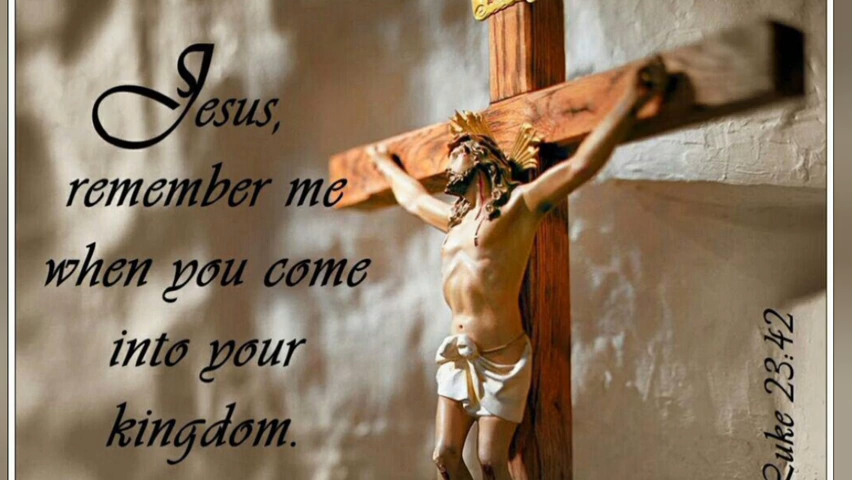 Jesus,
remember me
when you come
into your
kingdom.
Luke 23:42